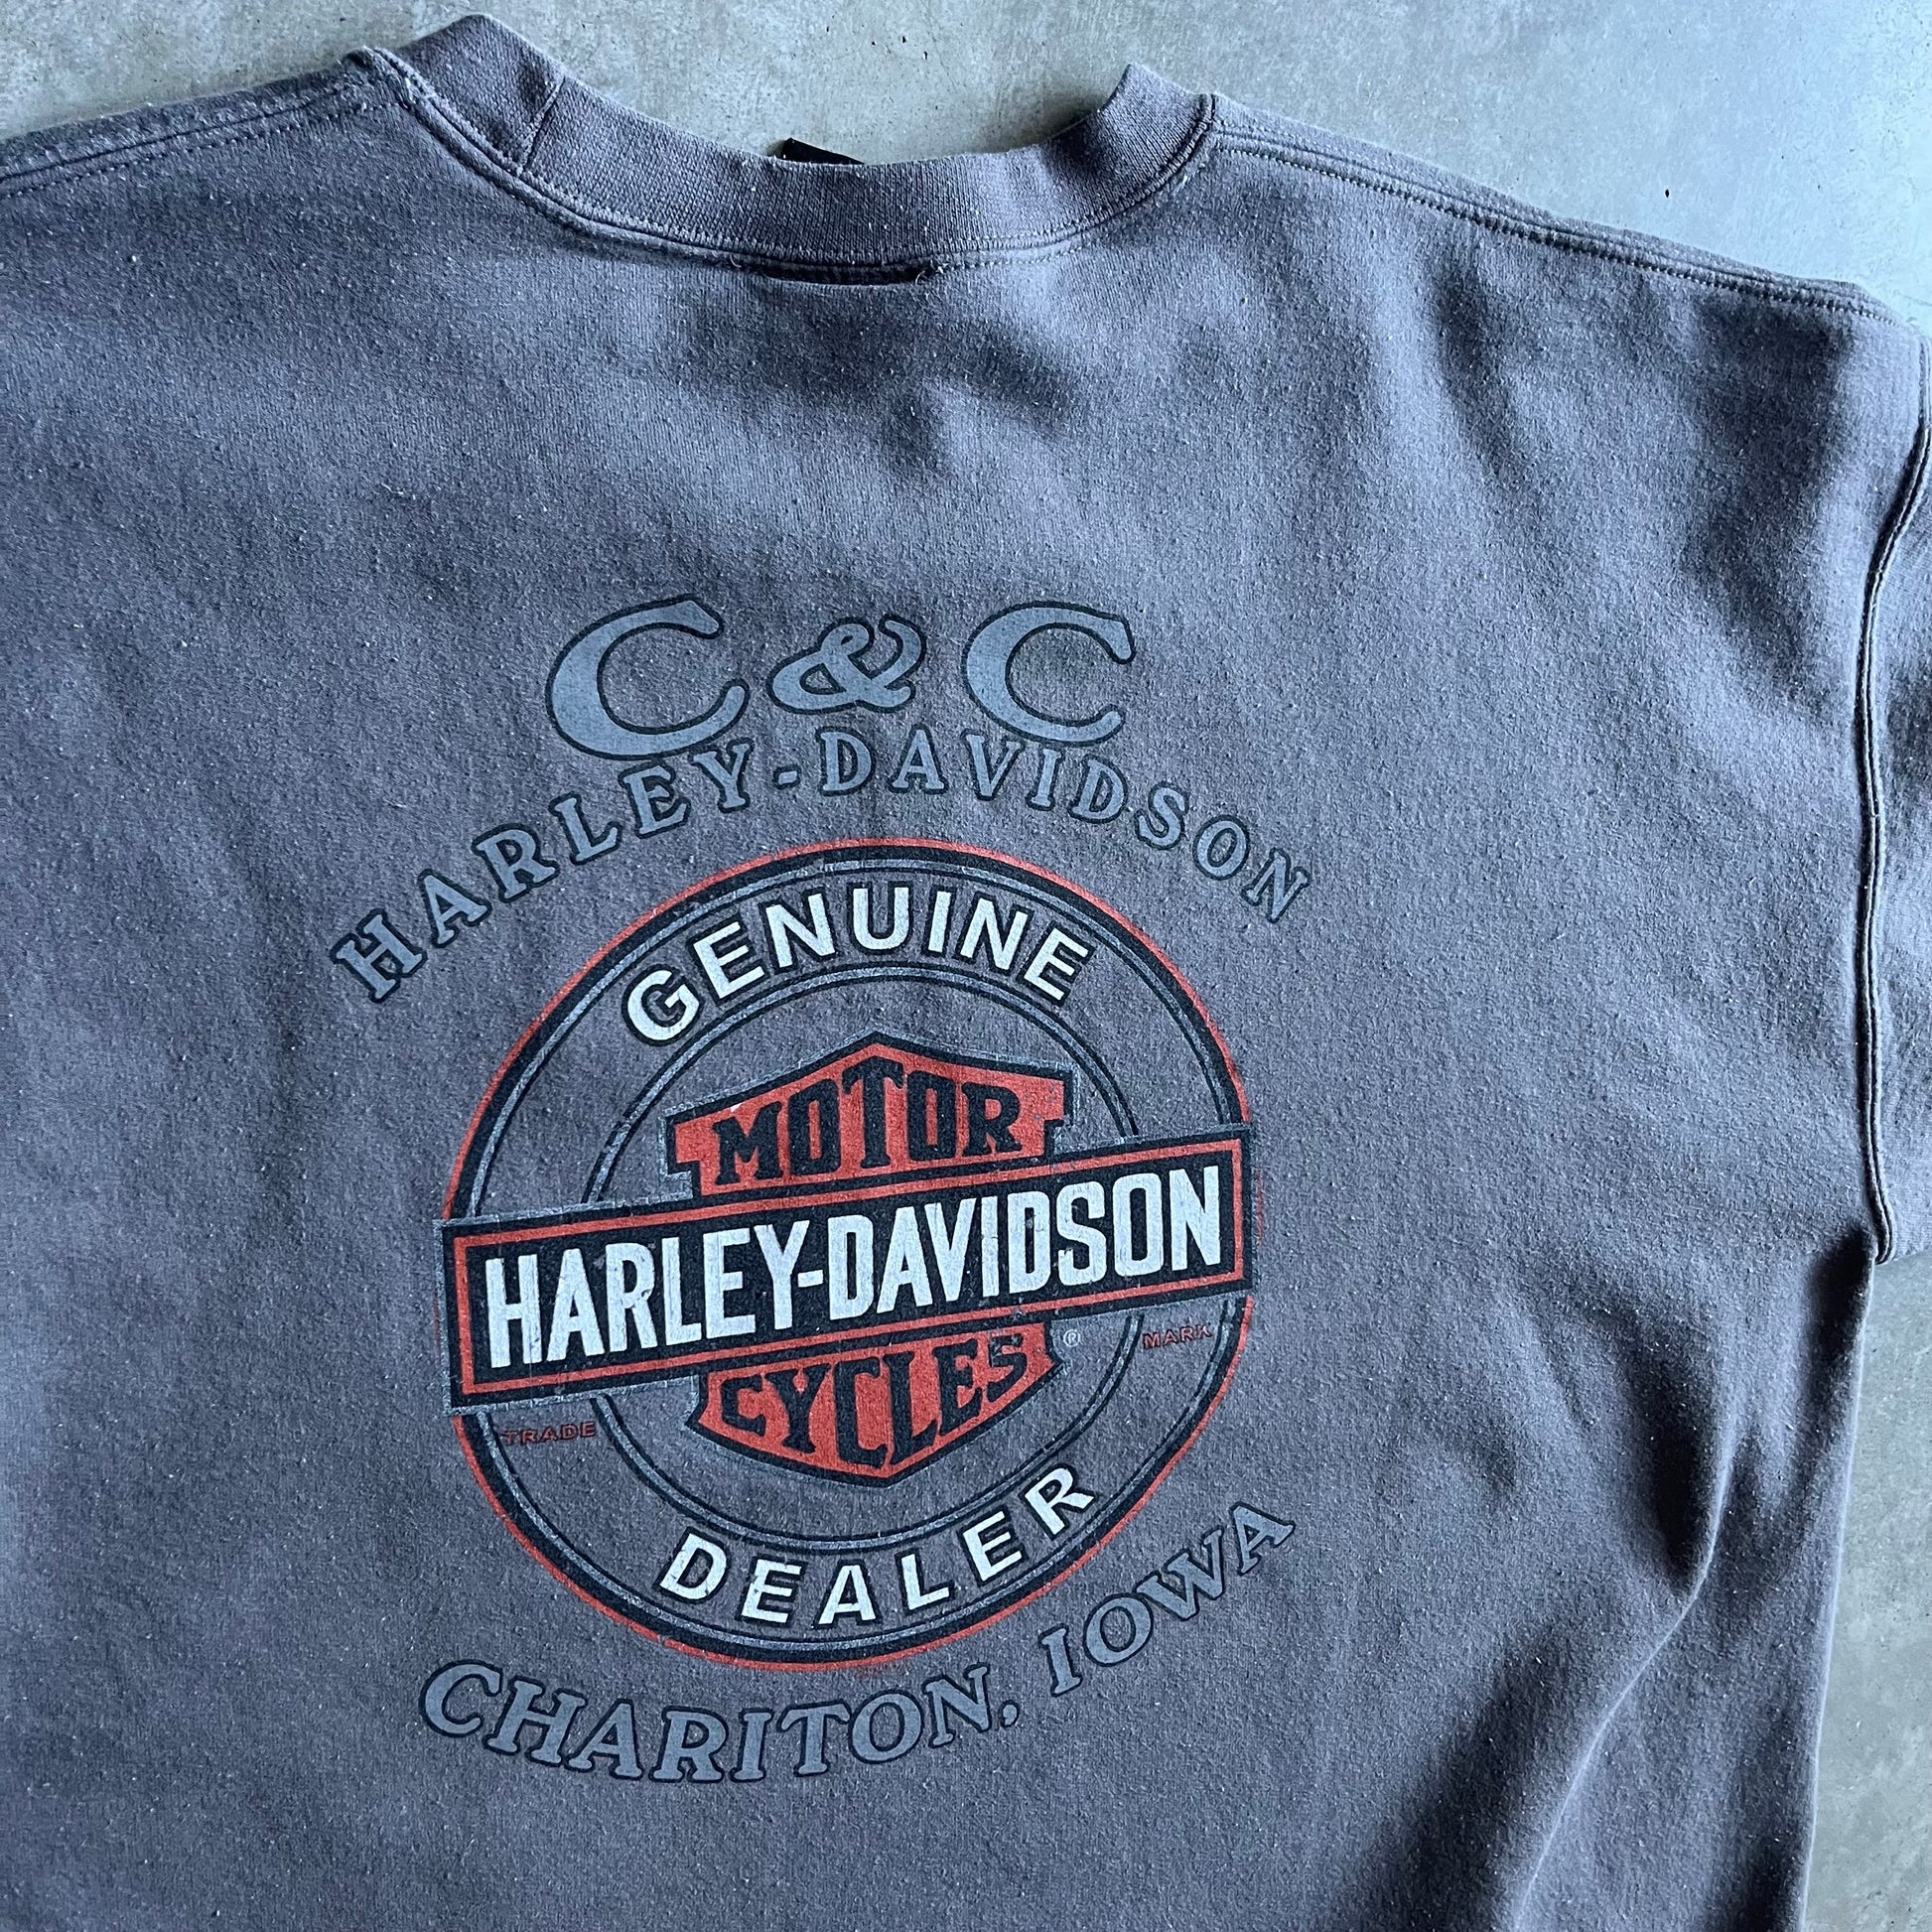 C & C
HARLEY-DAVIDSON
GENUINE
MOTOR
HARLEY-DAVIDSON
CYCLES ®
TRADE MARK
DEALER
CHARITON, IOWA